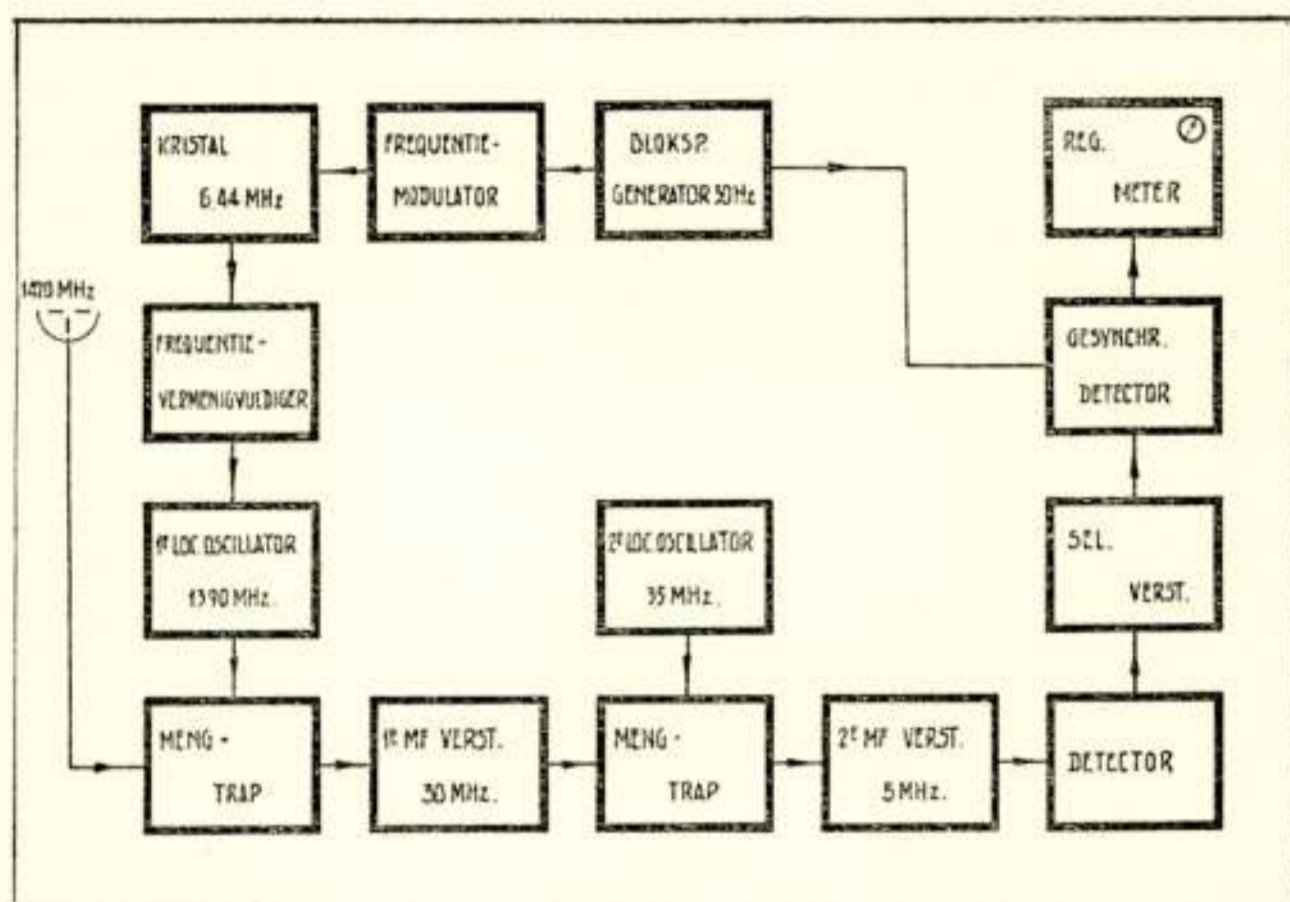 KRISTAL
6,44 MHz
FREQUENTIE-
MODULATOR
BLOKSP.
GENERATOR 30Hz
REG.
METER
1420 MHz
FREQUENTIE-
VERMENIGVULDIGER
GESYNCHR.
DETECTOR
1E LOC. OSCILLATOR
1390 MHz.
2E LOC. OSCILLATOR
35 MHz.
SEL.
VERST.
MENG-
TRAP
1E MF VERST.
30 MHz.
MENG-
TRAP
2E MF VERST.
5 MHz.
DETECTOR